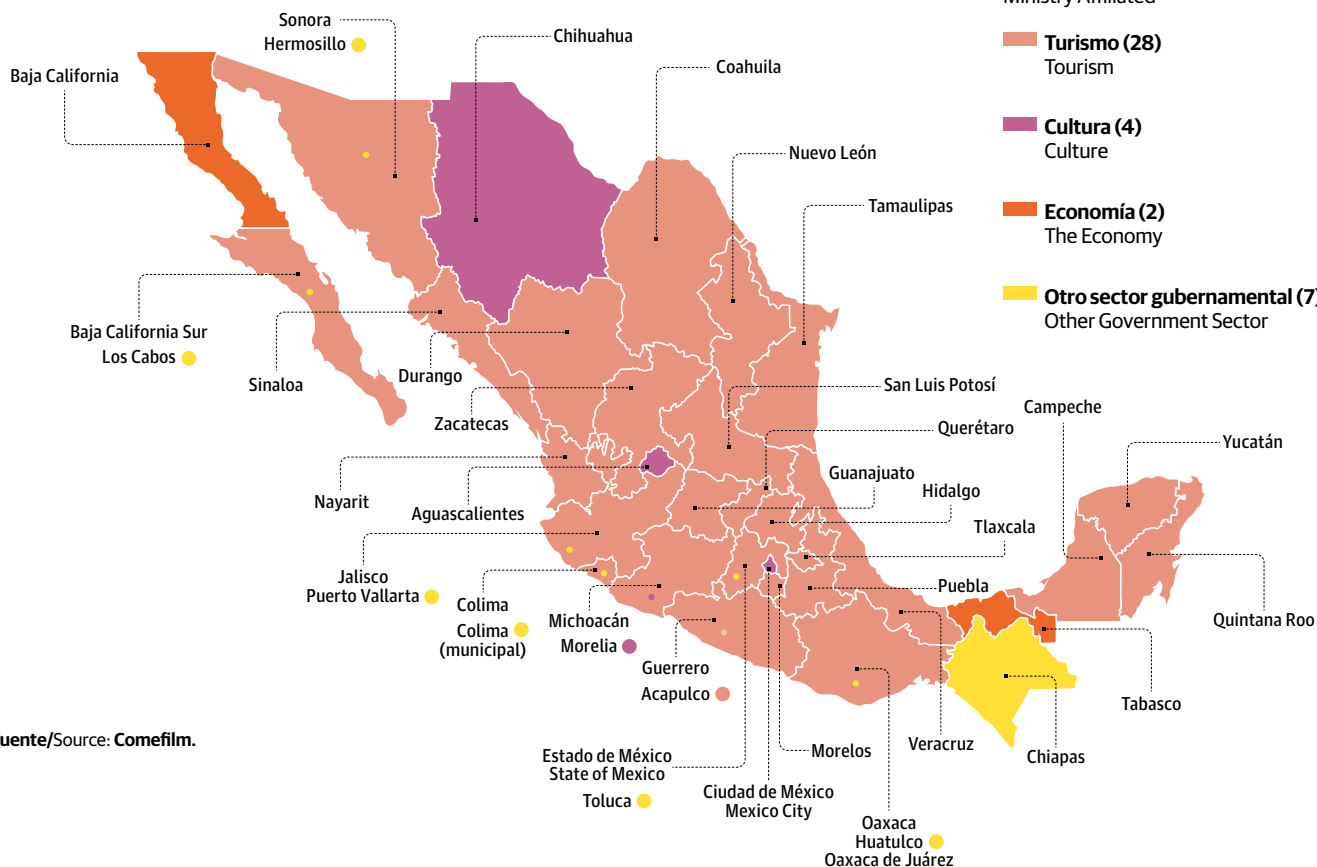 Ministry Affiliated
Turismo (28)
Tourism
Cultura (4)
Culture
Economía (2)
The Economy
Otro sector gubernamental (7)
Other Government Sector
Sonora
Hermosillo
Chihuahua
Baja California
Coahuila
Nuevo León
Tamaulipas
Baja California Sur
Los Cabos
Sinaloa
Durango
Zacatecas
San Luis Potosí
Campeche
Querétaro
Yucatán
Guanajuato
Hidalgo
Nayarit
Aguascalientes
Tlaxcala
Jalisco
Puerto Vallarta
Colima
Colima
(municipal)
Michoacán
Morelia
Guerrero
Acapulco
Puebla
Quintana Roo
Tabasco
Veracruz
Chiapas
Morelos
Estado de México
State of Mexico
Toluca
Ciudad de México
Mexico City
Oaxaca
Huatulco
Oaxaca de Juárez
uente/Source: Comefilm.